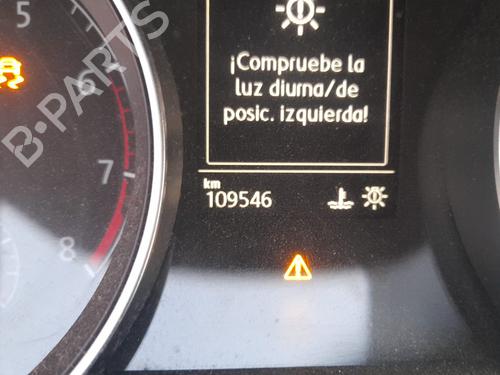 5
6
7
8
¡Compruebe la
luz diurna/de
posic. izquierda!
km
109546
B-PARTS